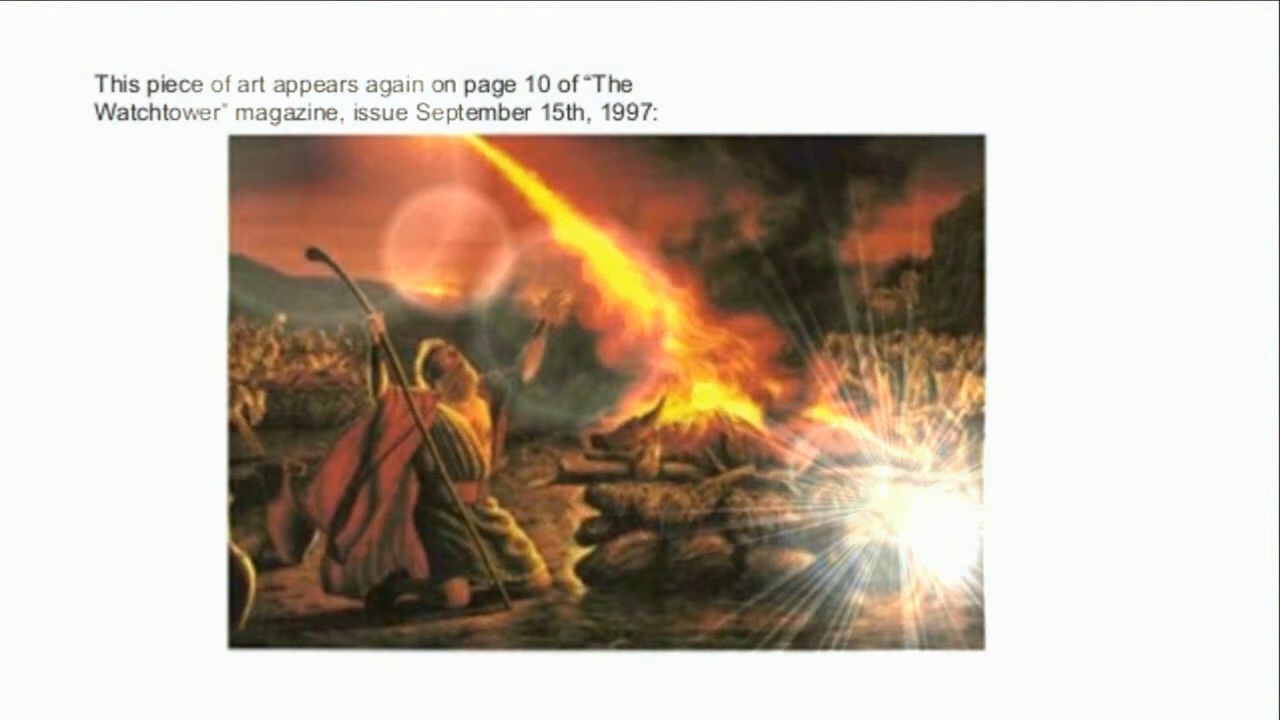 This piece of art appears again on page 10 of “The
Watchtower” magazine, issue September 15th, 1997: